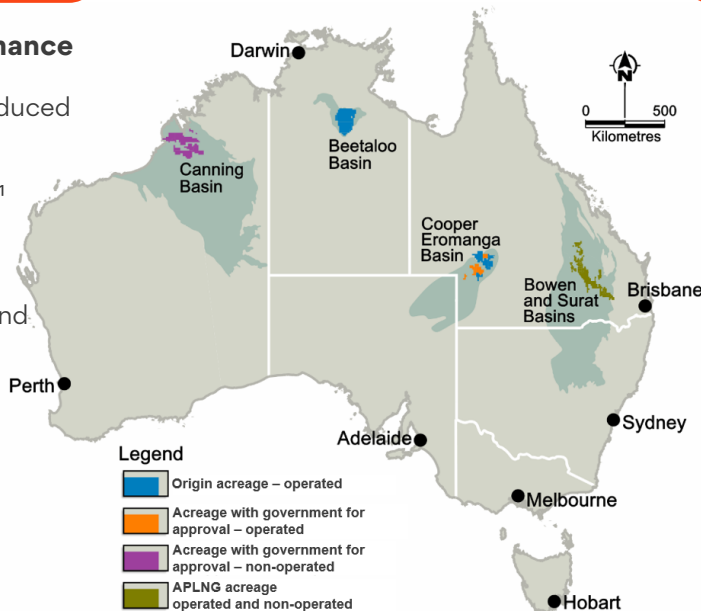 nance
duced
1
nd
Darwin
N
0 500
Kilometres
Beetaloo
Basin
Canning
Basin
Cooper
Eromanga
Basin
Bowen
and Surat
Basins
Brisbane
Perth
Adelaide
Sydney
Melbourne
Hobart
Legend
Origin acreage – operated
Acreage with government for
approval – operated
Acreage with government for
approval – non-operated
APLNG acreage
operated and non-operated